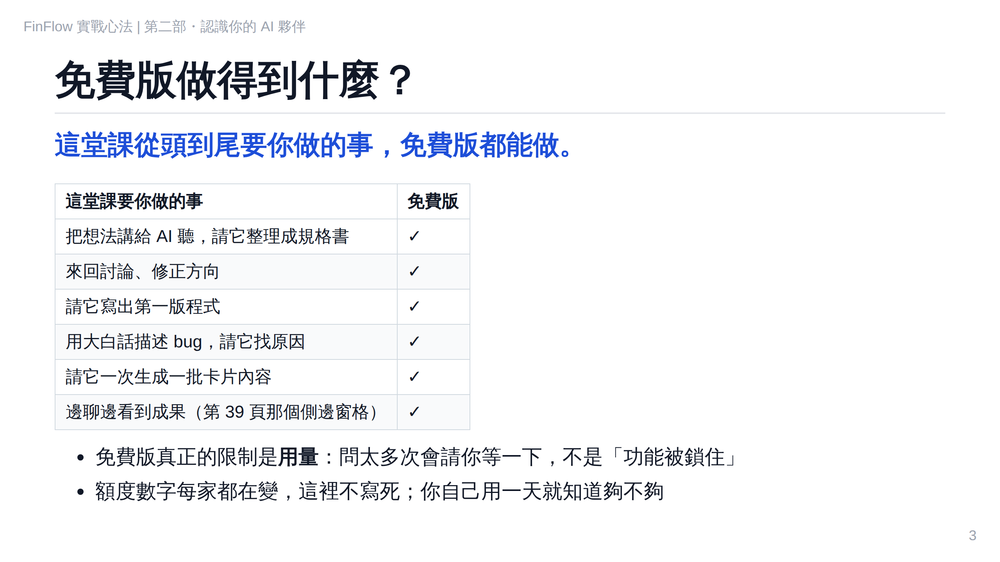 FinFlow 實戰心法 | 第二部・認識你的 AI 夥伴
免費版做得到什麼？
這堂課從頭到尾要你做的事，免費版都能做。
這堂課要你做的事 免費版
把想法講給 AI 聽，請它整理成規格書 ✓
來回討論、修正方向 ✓
請它寫出第一版程式 ✓
用大白話描述 bug，請它找原因 ✓
請它一次生成一批卡片內容 ✓
邊聊邊看到成果（第 39 頁那個側邊窗格） ✓
• 免費版真正的限制是用量：問太多次會請你等一下，不是「功能被鎖住」
• 額度數字每家都在變，這裡不寫死；你自己用一天就知道夠不夠
3